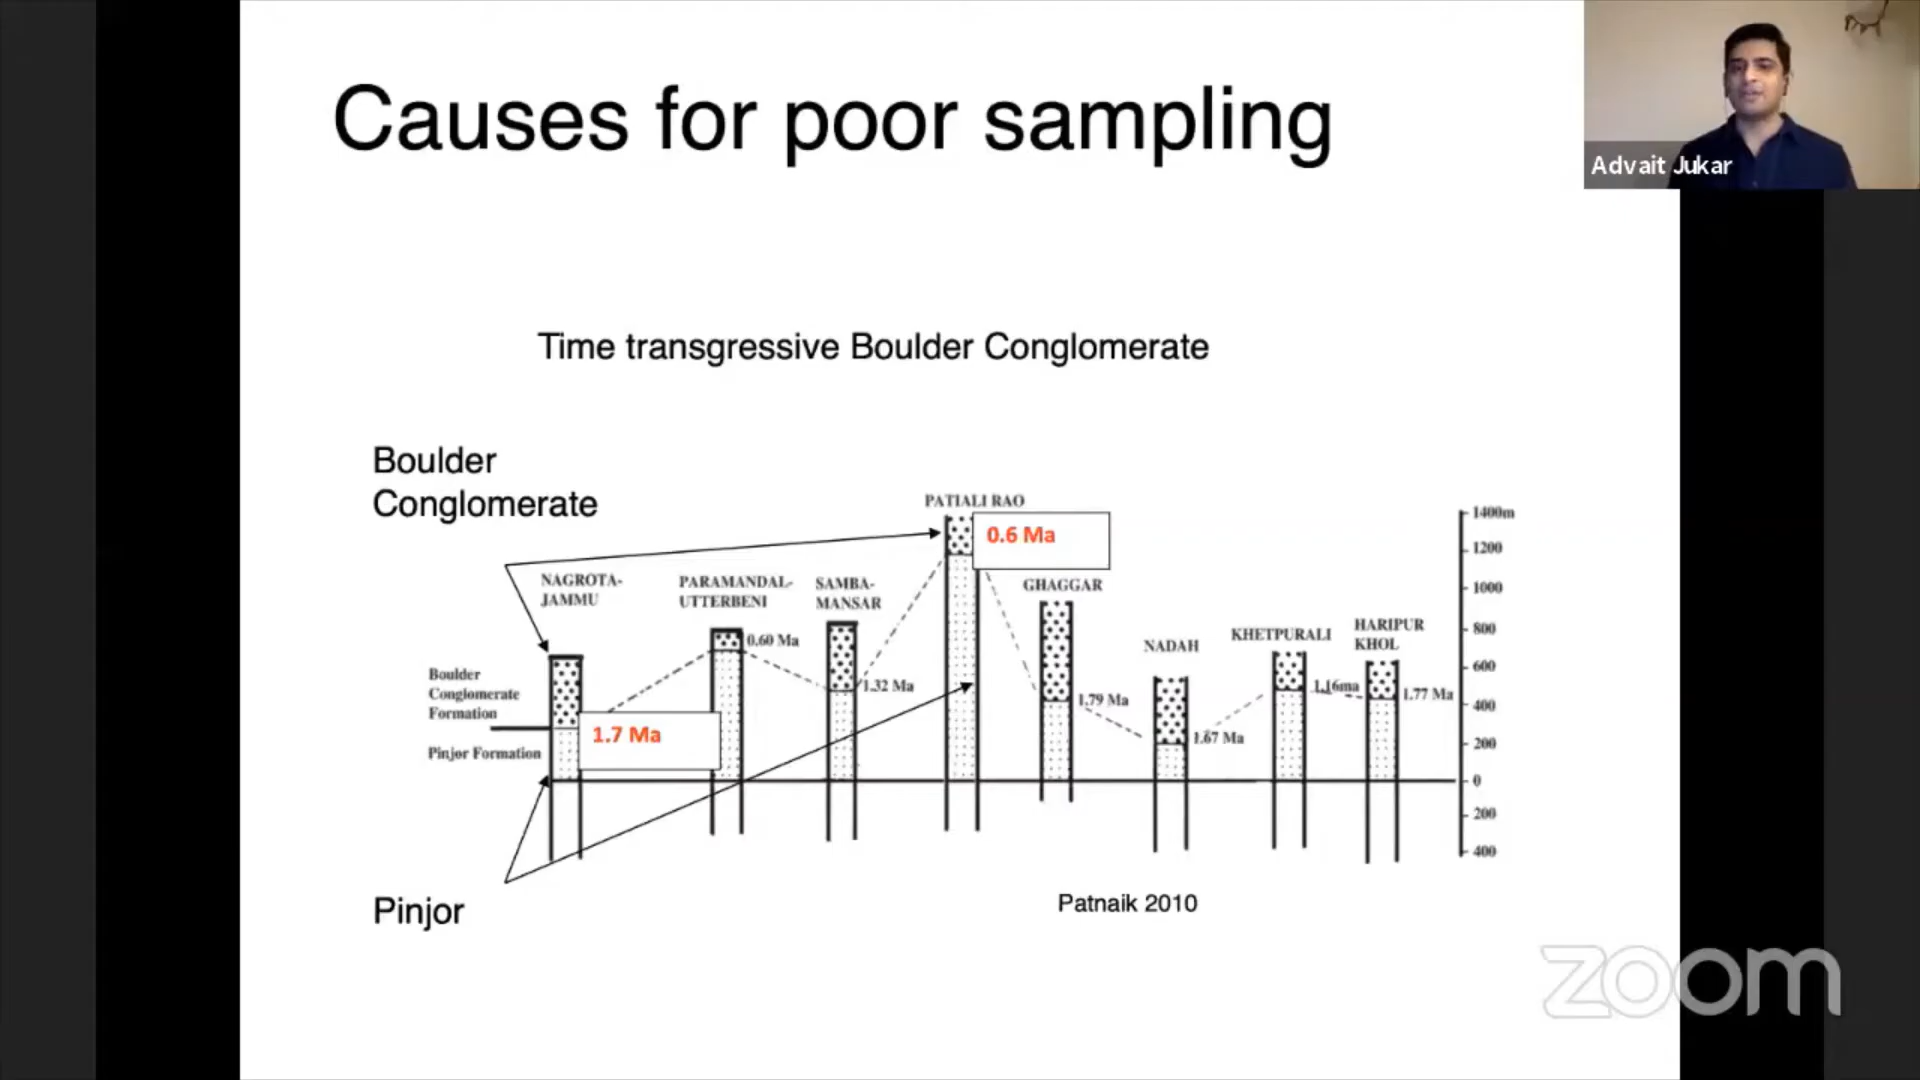 Causes for poor sampling
Advait Jukar
Time transgressive Boulder Conglomerate
Boulder
Conglomerate
PATIALI RAO
0.6 Ma
NAGROTA-
JAMMU
PARAMANDAL-
UTTERBENI
SAMBA-
MANSAR
GHAGGAR
NADAH
KHETPURALI
HARIPUR
KHOL
0.60 Ma
1.32 Ma
1.79 Ma
1.67 Ma
1.16ma
1.77 Ma
Boulder
Conglomerate
Formation
Pinjor Formation
1.7 Ma
1400m
1200
1000
800
600
400
200
0
200
400
Pinjor
Patnaik 2010
zoom